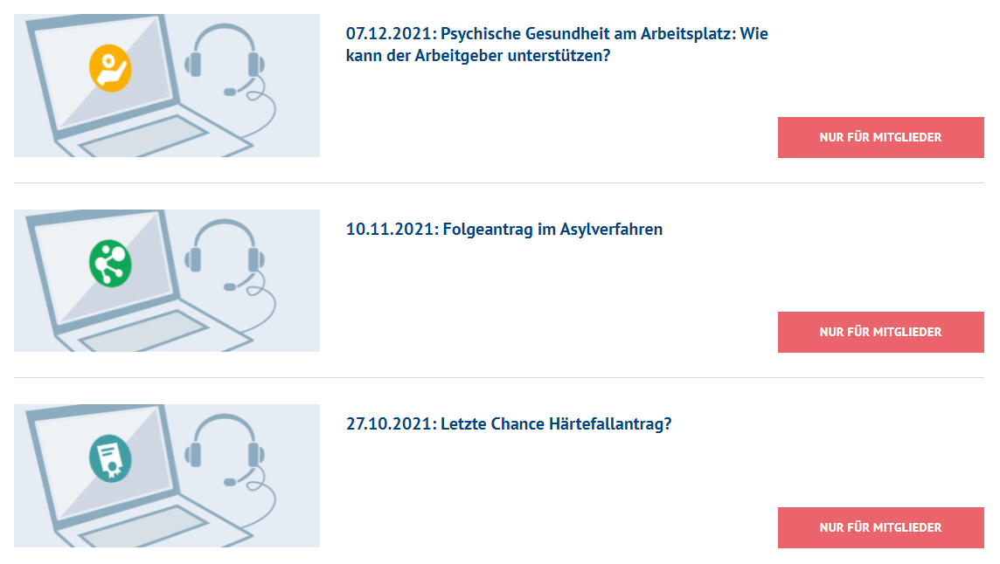 07.12.2021: Psychische Gesundheit am Arbeitsplatz: Wie
kann der Arbeitgeber unterstützen?
NUR FÜR MITGLIEDER
10.11.2021: Folgeantrag im Asylverfahren
NUR FÜR MITGLIEDER
27.10.2021: Letzte Chance Härtefallantrag?
NUR FÜR MITGLIEDER